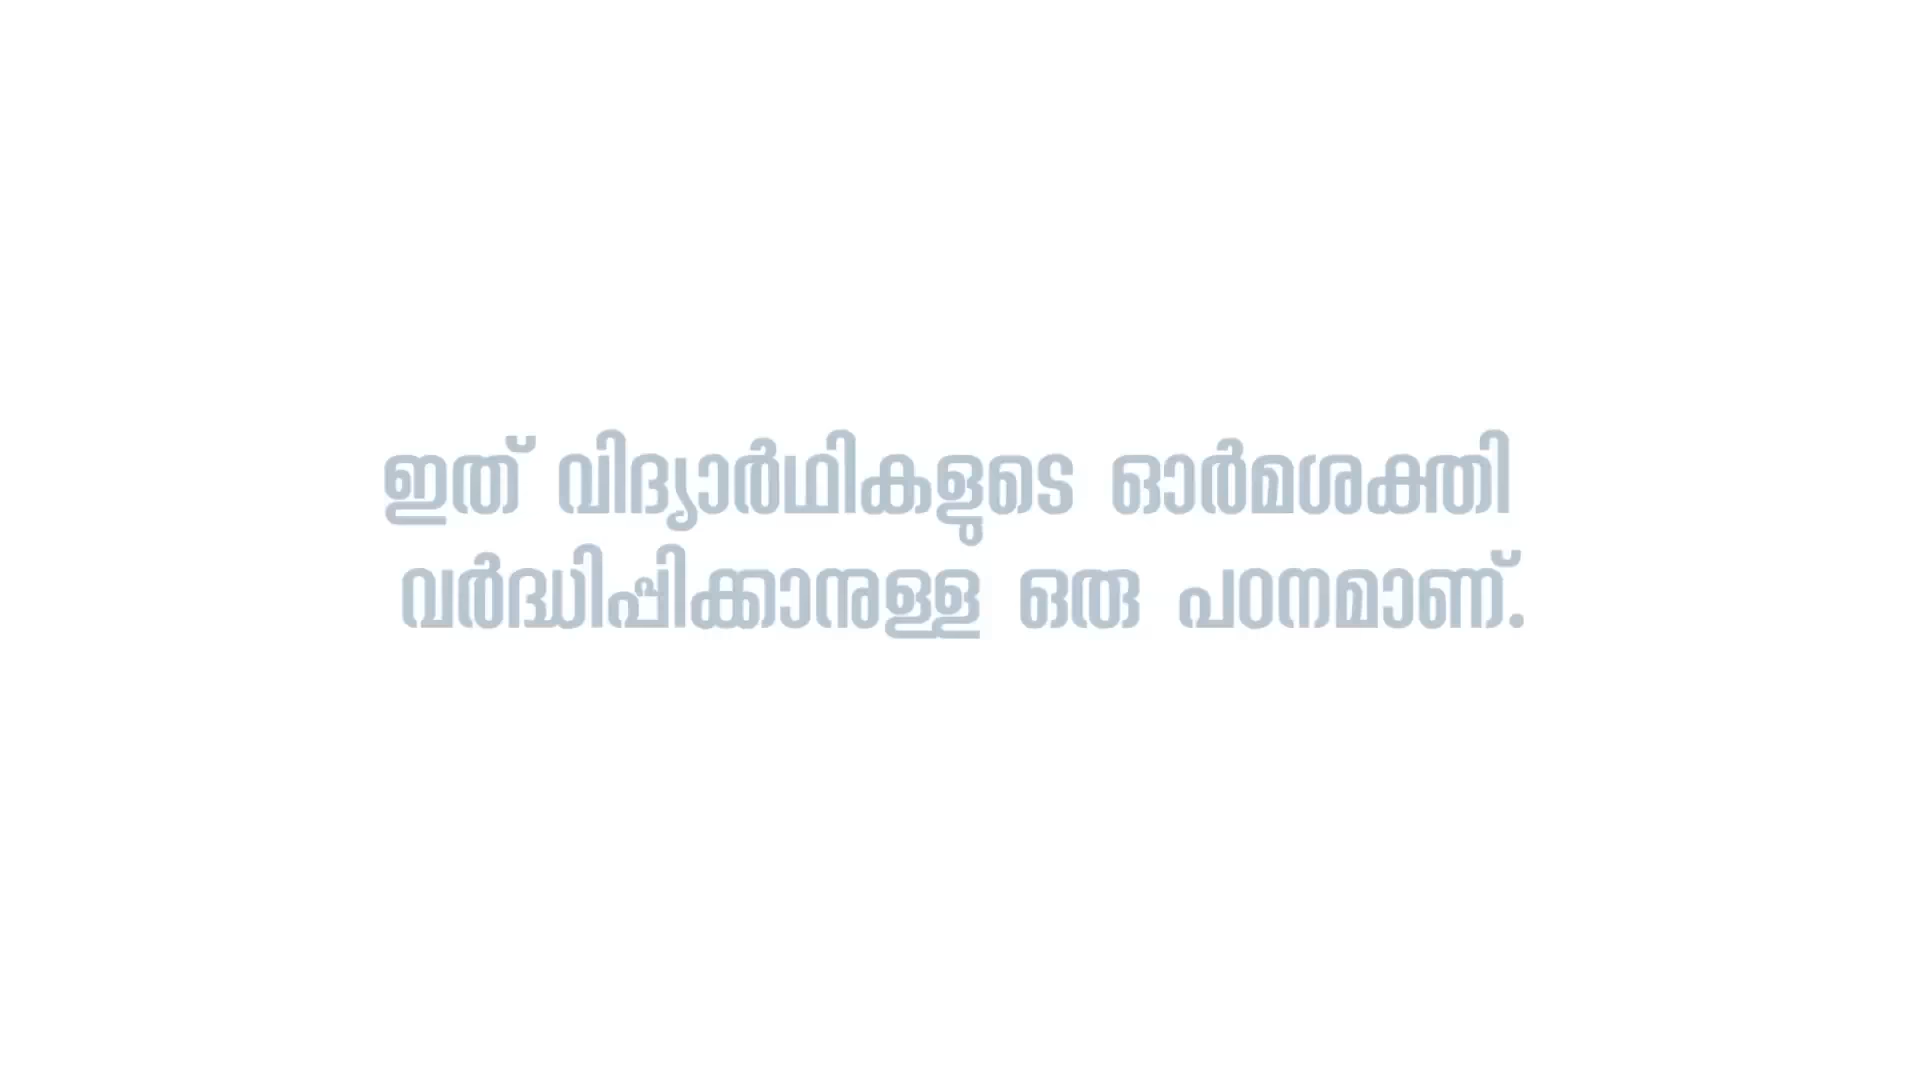 ഇത് വിദ്യാർഥികളുടെ ഓർമശക്തി
വർദ്ധിപ്പിക്കാനുള്ള ഒരു പഠനമാണ്.